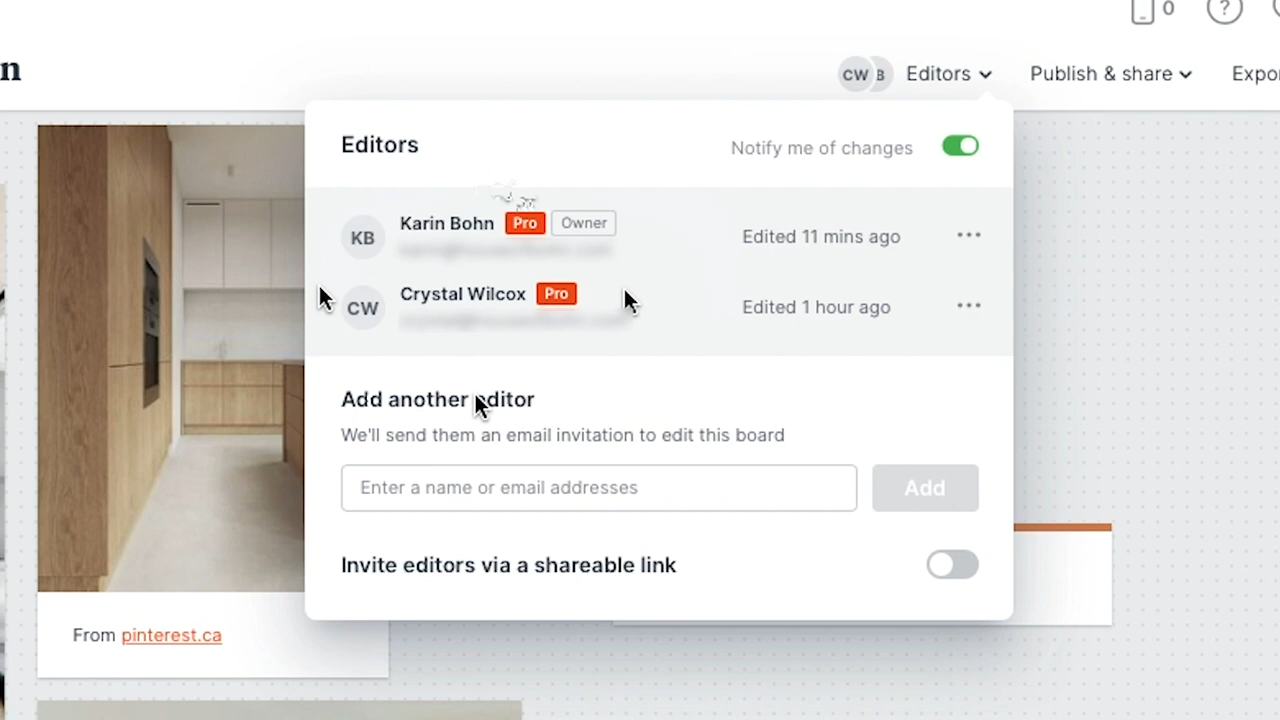 0 ?
n
CW B Editors Publish & share Expo
Editors
Notify me of changes
KB Karin Bohn Pro Owner
Edited 11 mins ago
CW Crystal Wilcox Pro
Edited 1 hour ago
Add another editor
We'll send them an email invitation to edit this board
Enter a name or email addresses
Add
Invite editors via a shareable link
From pinterest.ca